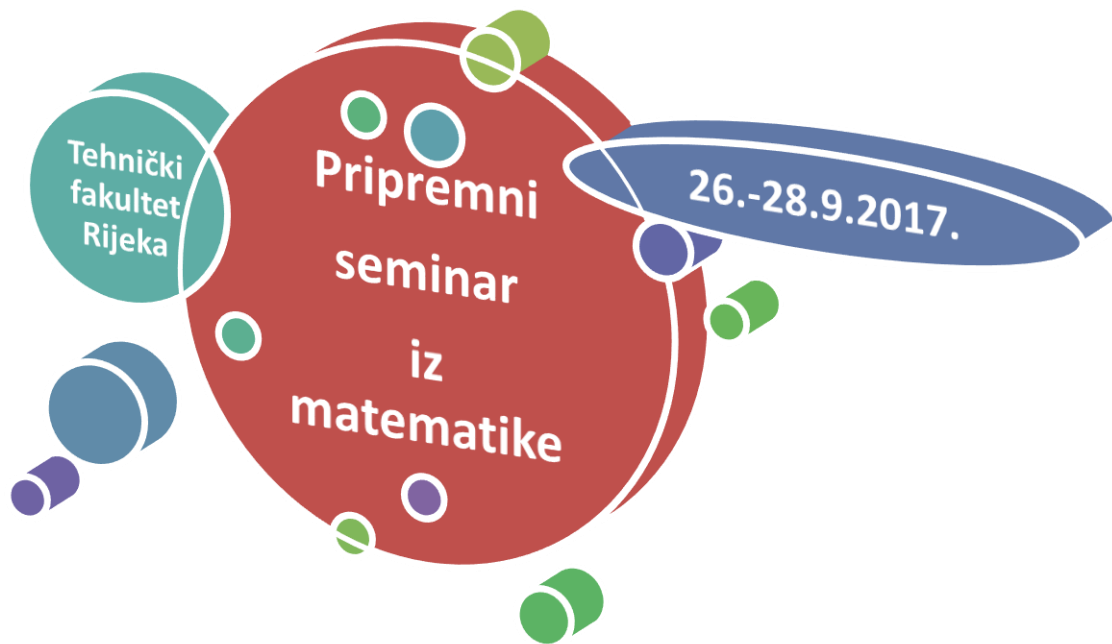 Tehnički
fakultet
Rijeka
Pripremni
seminar
iz
matematike
26.-28.9.2017.